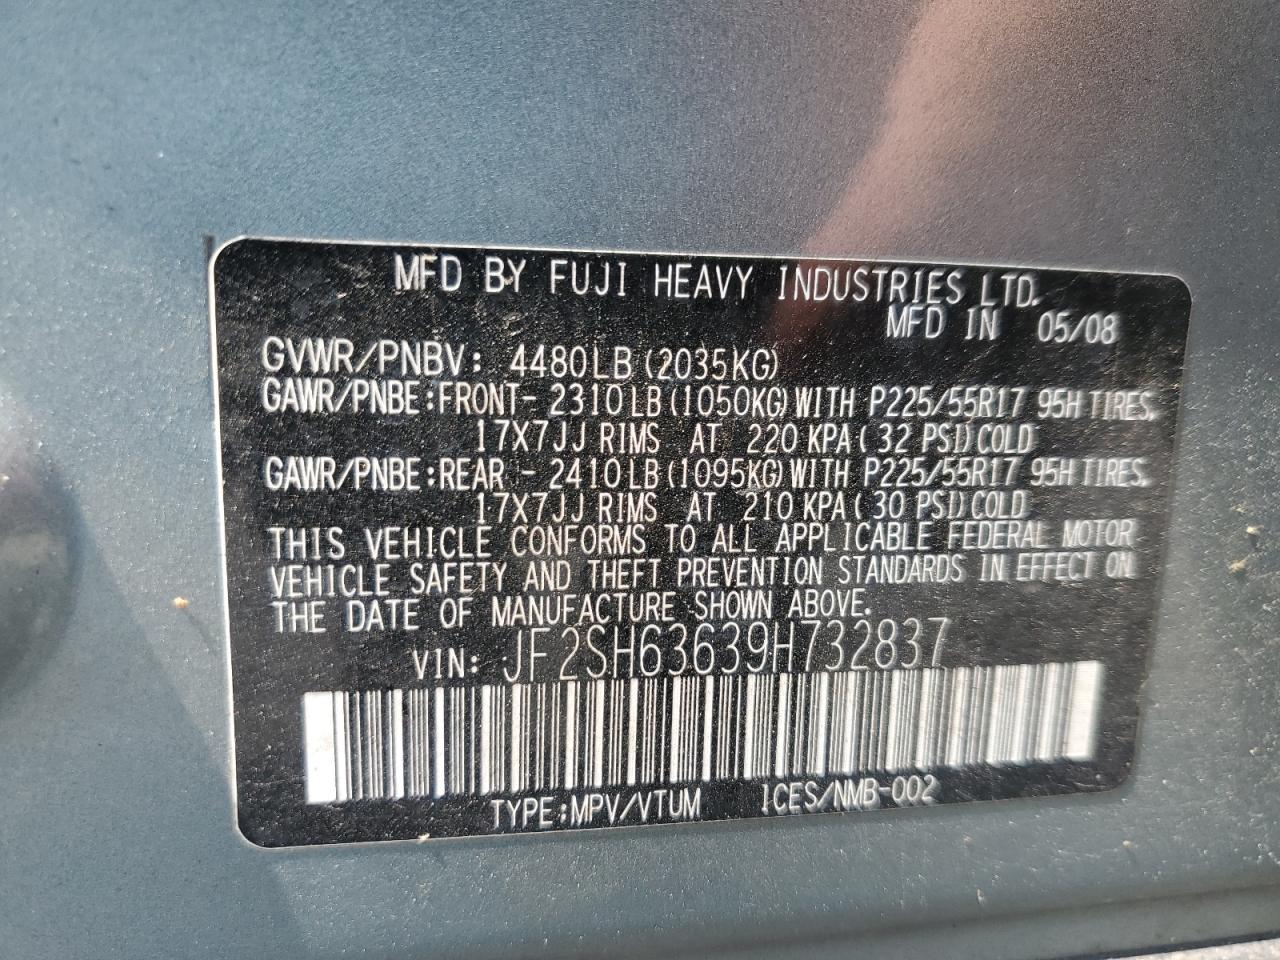 MFD BY FUJI HEAVY INDUSTRIES LTD.
MFD IN 05/08
GVWR/PNBV: 4480LB (2035KG)
GAWR/PNBE:FRONT- 2310LB(1050KG)WITH P225/55R17 95H TIRES,
17X7JJ RIMS AT 220 KPA(32 PSI)COLD
GAWR/PNBE:REAR - 2410LB(1095KG)WITH P225/55R17 95H TIRES,
17X7JJ RIMS AT 210 KPA(30 PSI)COLD
THIS VEHICLE CONFORMS TO ALL APPLICABLE FEDERAL MOTOR
VEHICLE SAFETY AND THEFT PREVENTION STANDARDS IN EFFECT ON
THE DATE OF MANUFACTURE SHOWN ABOVE.
VIN: JF2SH63639H732837
TYPE:MPV/VTUM ICES/NMB-002